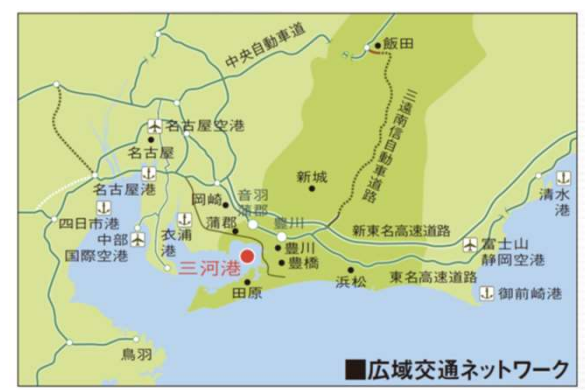 飯田
中央自動車道
三遠南信自動車道路
名古屋空港
名古屋
名古屋港
新城
清水
港
岡崎
音羽
蒲郡
豊川
四日市港
衣浦
港
蒲郡
新東名高速道路
中部
国際空港
豊川
富士山
静岡空港
三河港
豊橋
浜松
東名高速道路
田原
御前崎港
鳥羽
■広域交通ネットワーク